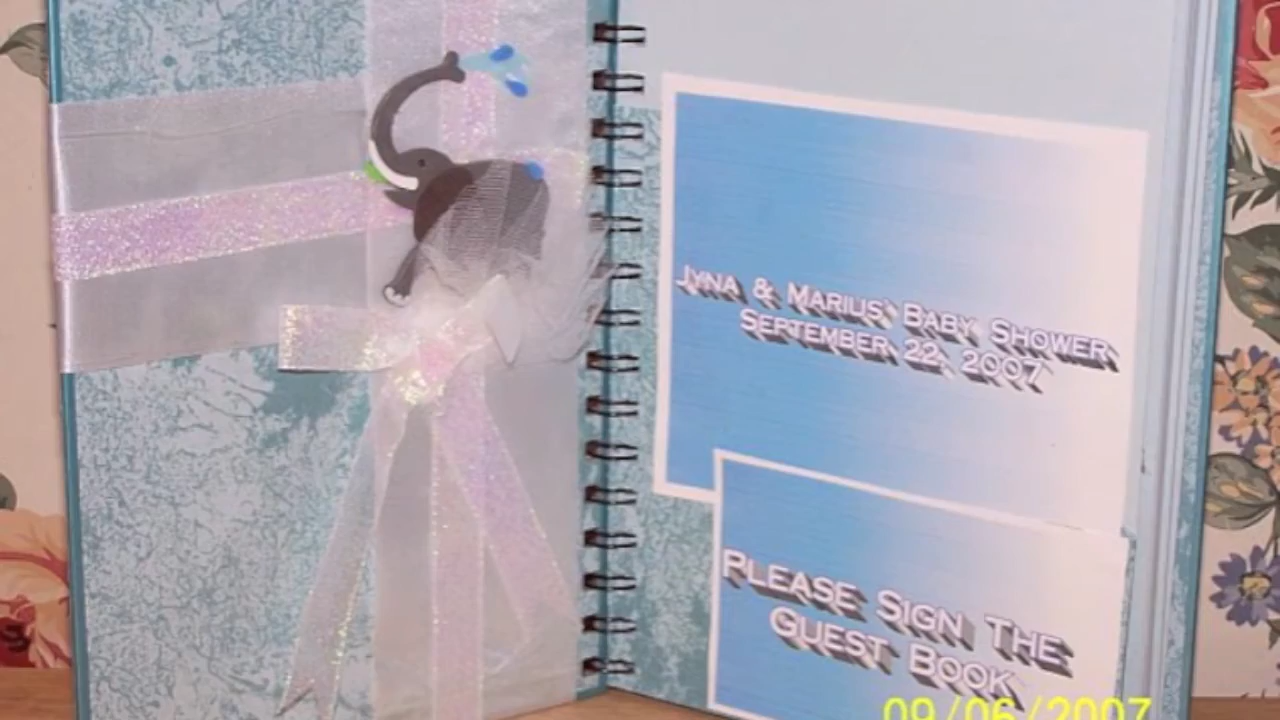 Jyna & Marius' Baby Shower
September 22, 2007
Please Sign The
Guest Book
09/06/2007